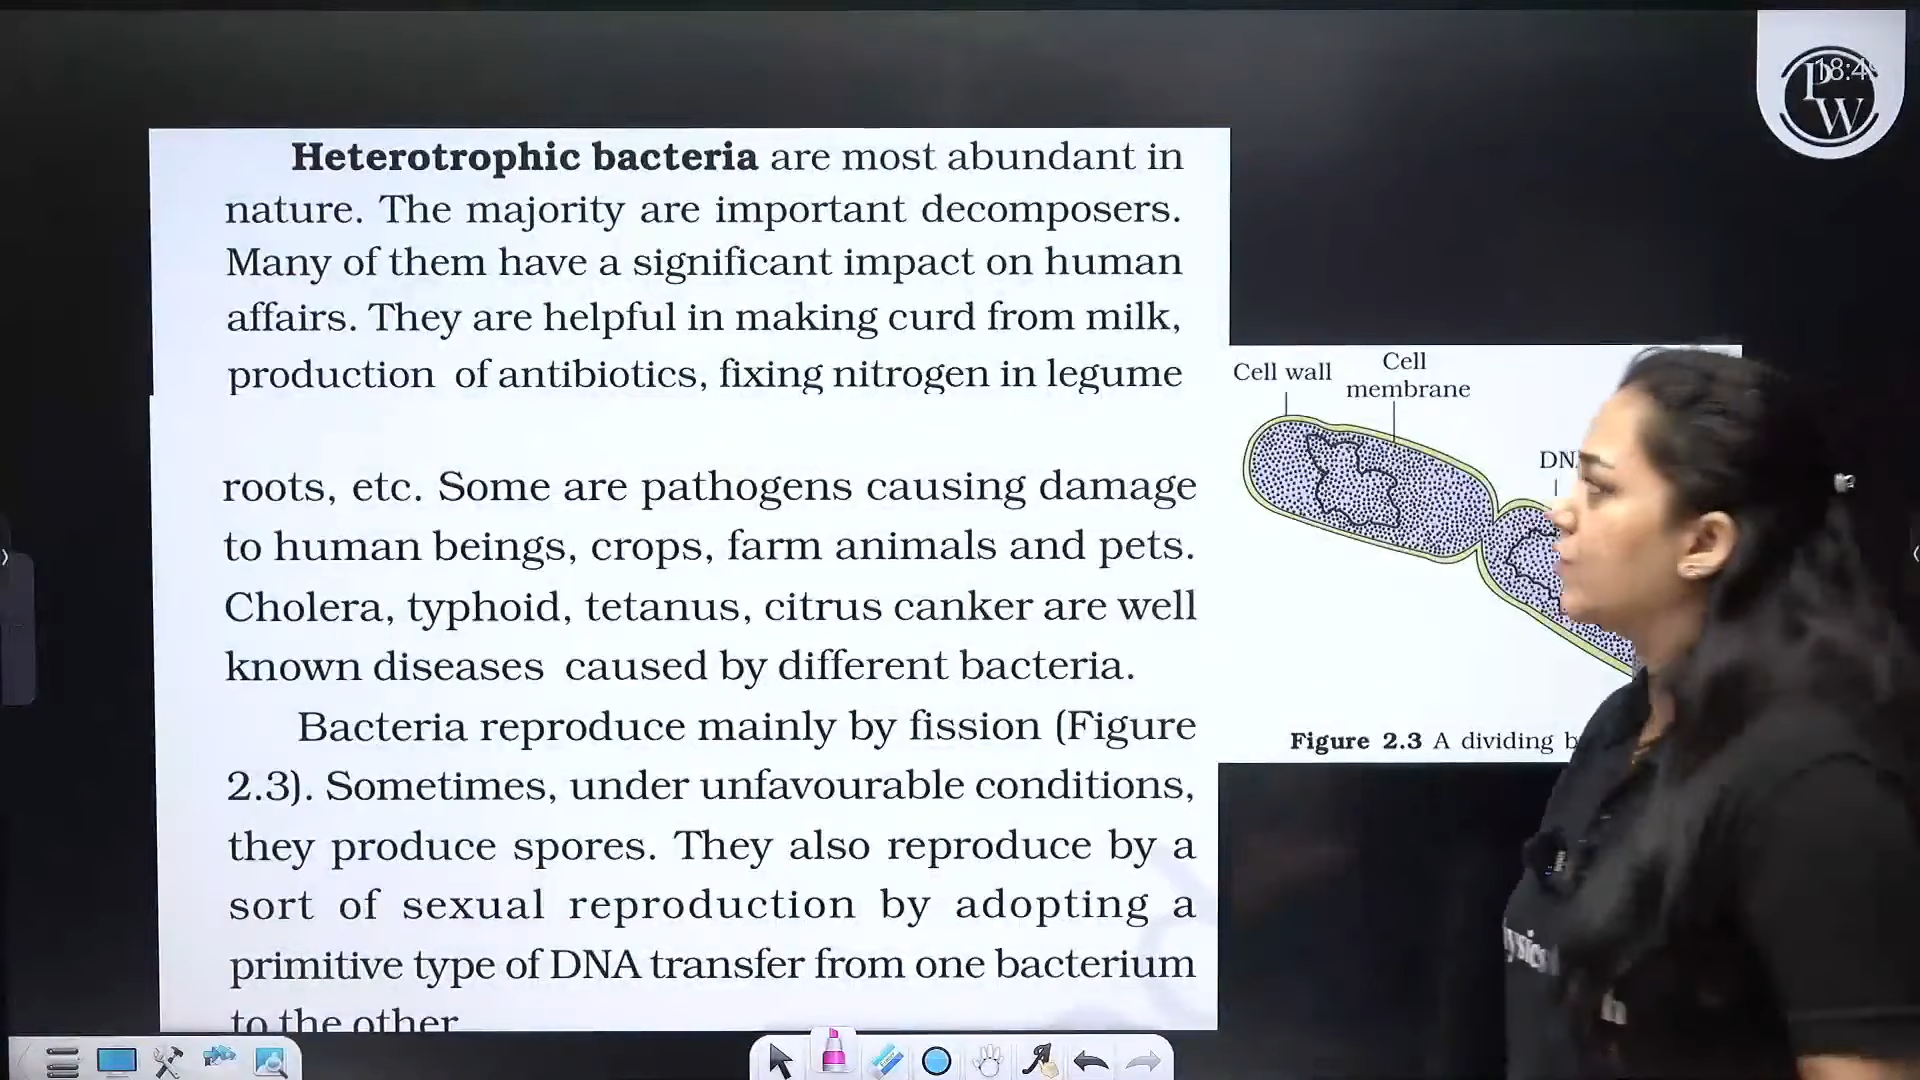 Heterotrophic bacteria are most abundant in
nature. The majority are important decomposers.
Many of them have a significant impact on human
affairs. They are helpful in making curd from milk,
production of antibiotics, fixing nitrogen in legume
roots, etc. Some are pathogens causing damage
to human beings, crops, farm animals and pets.
Cholera, typhoid, tetanus, citrus canker are well
known diseases caused by different bacteria.
Bacteria reproduce mainly by fission (Figure
2.3). Sometimes, under unfavourable conditions,
they produce spores. They also reproduce by a
sort of sexual reproduction by adopting a
primitive type of DNA transfer from one bacterium
to the other
Cell wall
Cell
membrane
Figure 2.3 A dividing
PW